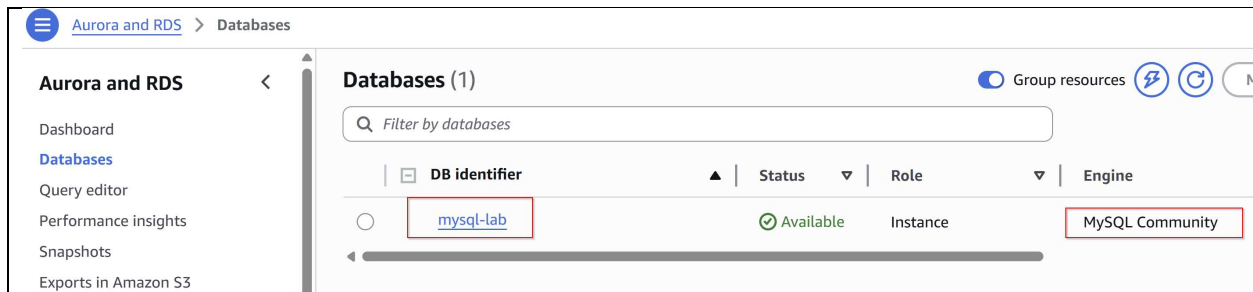 Aurora and RDS > Databases
Aurora and RDS
Dashboard
Databases
Query editor
Performance insights
Snapshots
Exports in Amazon S3
Databases (1)
Group resources
Filter by databases
DB identifier Status Role Engine
mysql-lab Available Instance MySQL Community